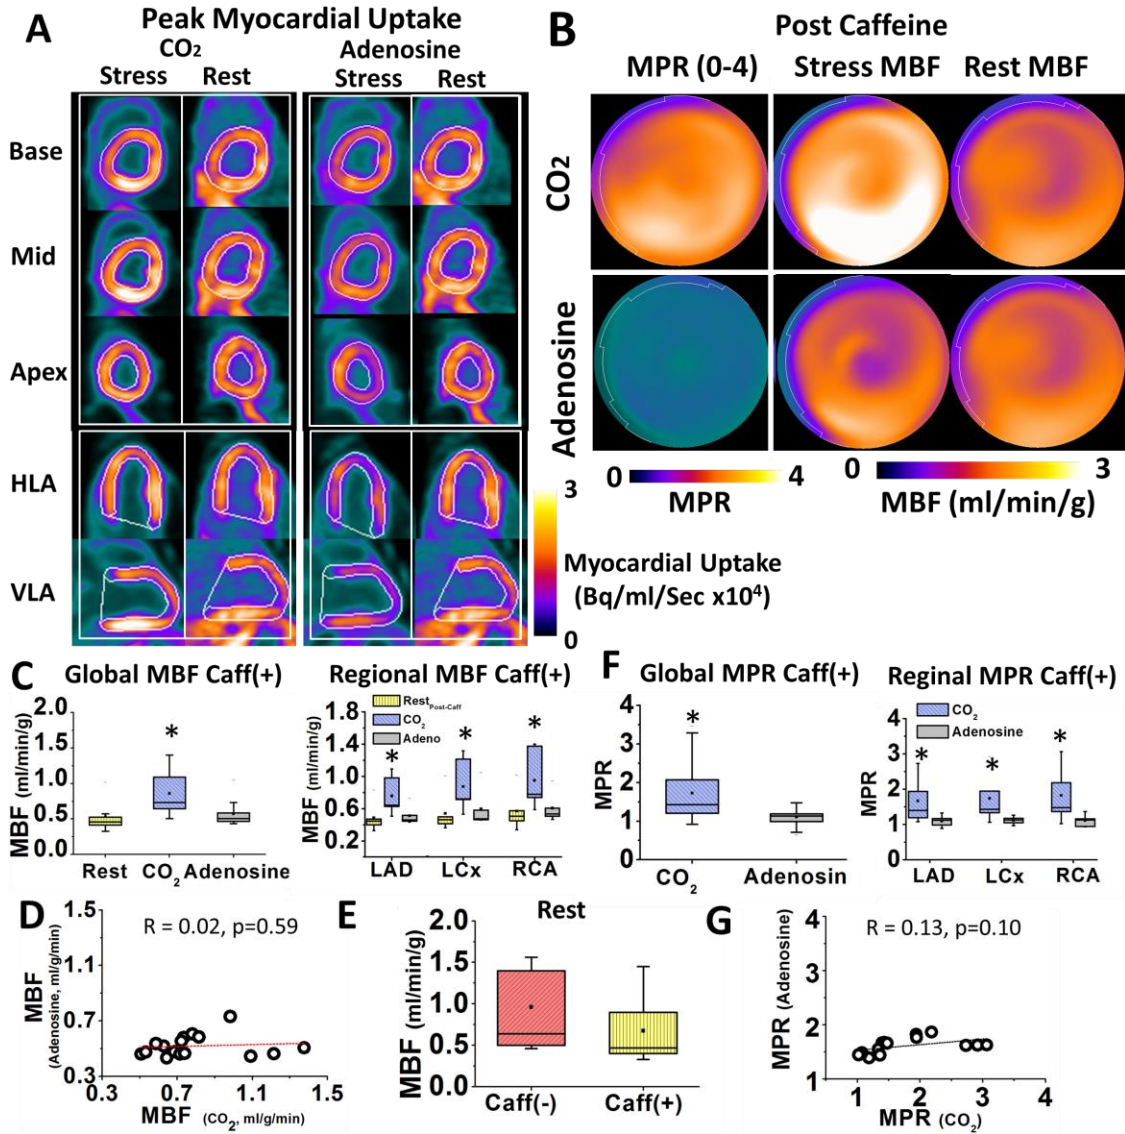 A
Peak Myocardial Uptake
CO2
Adenosine
Stress
Rest
Stress
Rest
Base
Mid
Apex
HLA
VLA
3
0
Myocardial Uptake
(Bq/ml/Sec x10⁴)
B
Post Caffeine
MPR (0-4)
Stress MBF
Rest MBF
CO2
Adenosine
0
4
MPR
0
3
MBF (ml/min/g)
C
Global MBF Caff(+)
MBF (ml/min/g)
2.0
1.5
1.0
0.5
0.0
*
Rest
CO₂
Adenosine
Regional MBF Caff(+)
Rest Post-Caff
CO₂
Adeno
MBF (ml/min/g)
1.8
1.4
1.0
0.6
0.2
*
*
*
LAD
LCx
RCA
F
Global MPR Caff(+)
MPR
4
3
2
1
0
*
CO₂
Adenosin
Reginal MPR Caff(+)
CO₂
Adenosine
MPR
4
3
2
1
0
*
*
*
LAD
LCx
RCA
D
R = 0.02, p=0.59
MBF
(Adenosine, ml/g/min)
1.5
1.1
0.7
0.3
0.3
0.7
1.1
1.5
MBF (CO₂, ml/g/min)
E
Rest
MBF (ml/min/g)
2.0
1.5
1.0
0.5
0.0
Caff(-)
Caff(+)
G
R = 0.13, p=0.10
MPR (Adenosine)
4
3
2
1
1
2
3
4
MPR (CO₂)